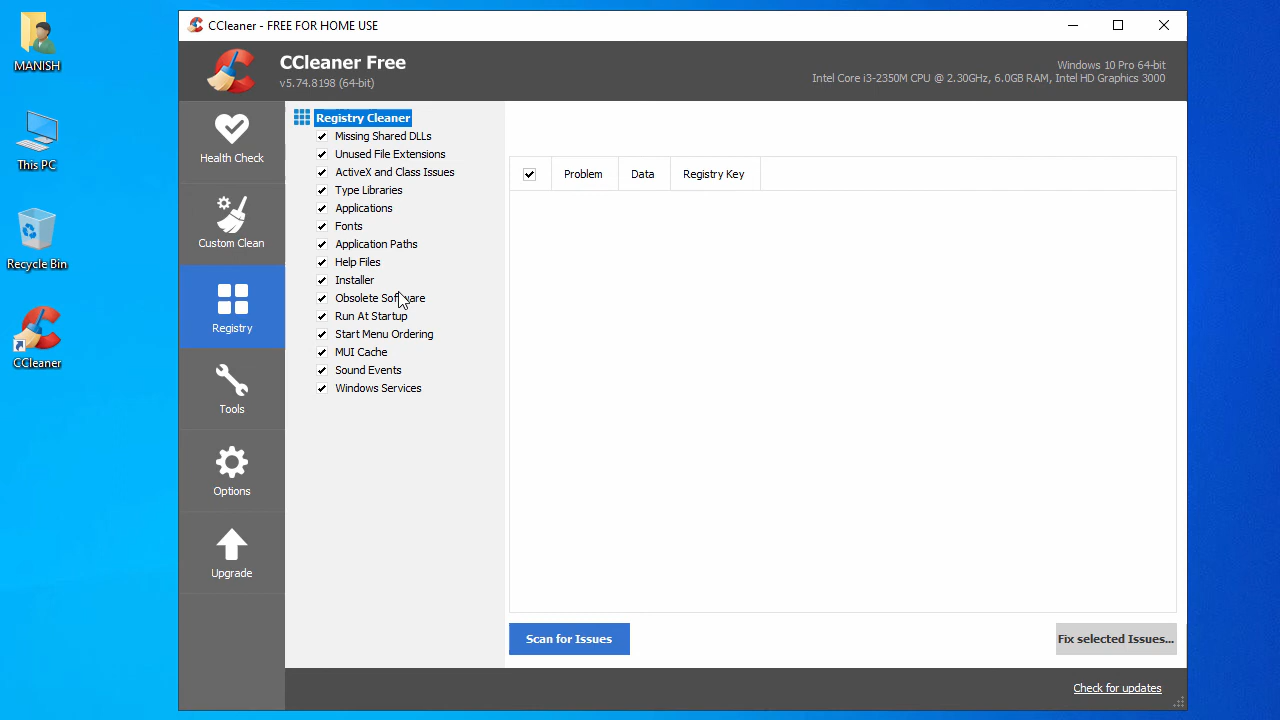 MANISH
This PC
Recycle Bin
CCleaner
CCleaner - FREE FOR HOME USE
CCleaner Free
v5.74.8198 (64-bit)
Windows 10 Pro 64-bit
Intel Core i3-2350M CPU @ 2.30GHz, 6.0GB RAM, Intel HD Graphics 3000
Health Check
Custom Clean
Registry
Tools
Options
Upgrade
Registry Cleaner
Missing Shared DLLs
Unused File Extensions
ActiveX and Class Issues
Type Libraries
Applications
Fonts
Application Paths
Help Files
Installer
Obsolete Software
Run At Startup
Start Menu Ordering
MUI Cache
Sound Events
Windows Services
Problem Data Registry Key
Scan for Issues
Fix selected Issues...
Check for updates